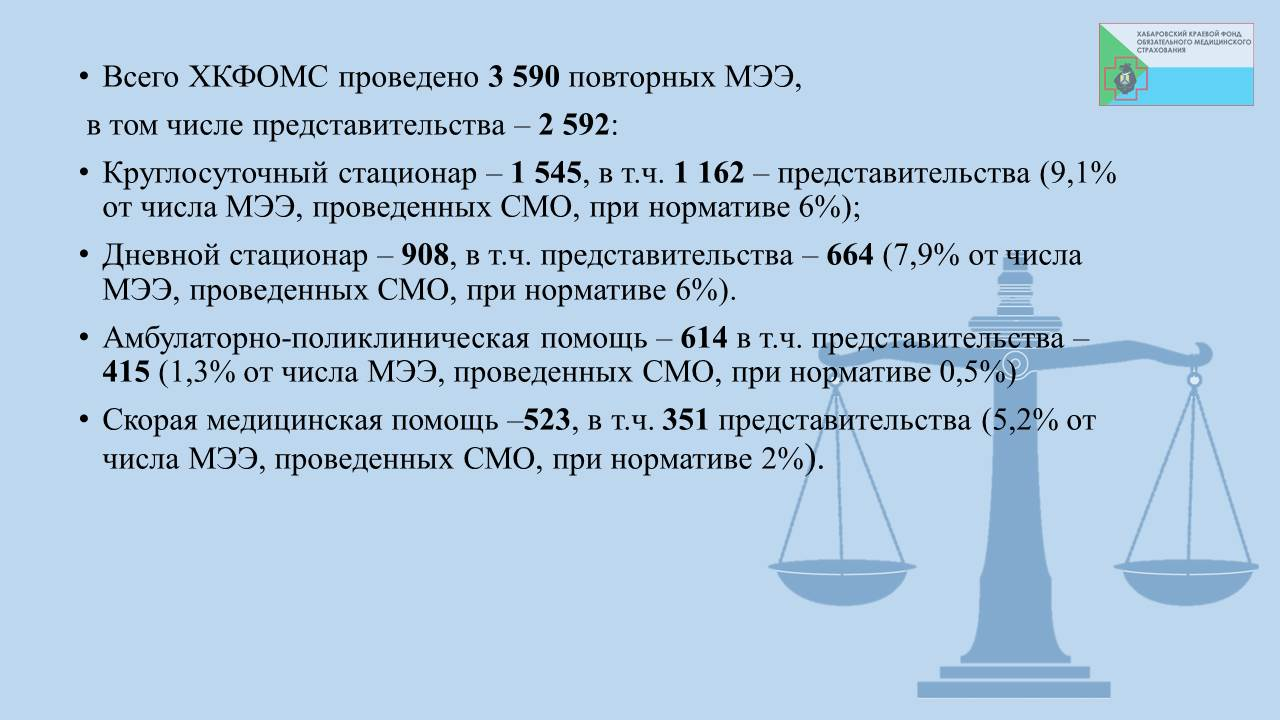 ХАБАРОВСКИЙ КРАЕВОЙ ФОНД
ОБЯЗАТЕЛЬНОГО МЕДИЦИНСКОГО
СТРАХОВАНИЯ
• Всего ХКФОМС проведено 3 590 повторных МЭЭ,
в том числе представительства – 2 592:
• Круглосуточный стационар – 1 545, в т.ч. 1 162 – представительства (9,1%
от числа МЭЭ, проведенных СМО, при нормативе 6%);
• Дневной стационар – 908, в т.ч. представительства – 664 (7,9% от числа
МЭЭ, проведенных СМО, при нормативе 6%).
• Амбулаторно-поликлиническая помощь – 614 в т.ч. представительства –
415 (1,3% от числа МЭЭ, проведенных СМО, при нормативе 0,5%)
• Скорая медицинская помощь –523, в т.ч. 351 представительства (5,2% от
числа МЭЭ, проведенных СМО, при нормативе 2%).